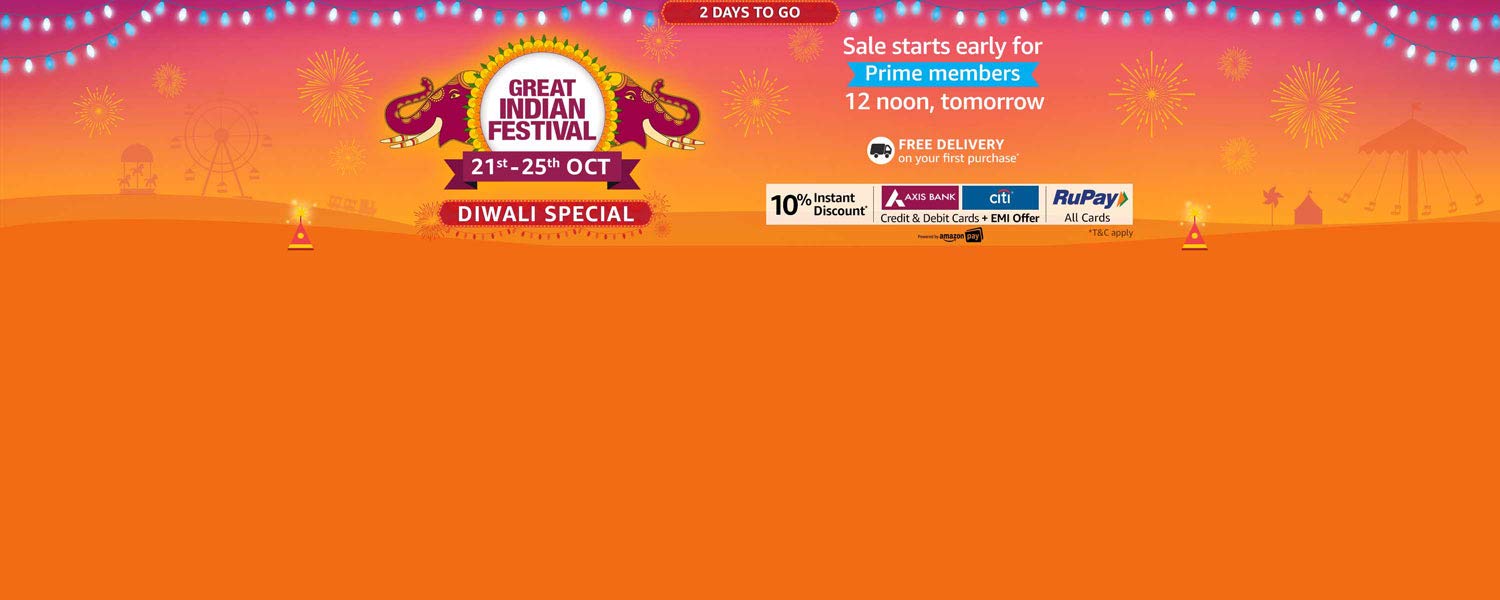 2 DAYS TO GO
GREAT
INDIAN
FESTIVAL
21st - 25th OCT
DIWALI SPECIAL
Sale starts early for
Prime members
12 noon, tomorrow
FREE DELIVERY
on your first purchase*
10% Instant
Discount*
AXIS BANK
citi
Credit & Debit Cards + EMI Offer
RuPay
All Cards
*T&C apply
Powered by amazon pay